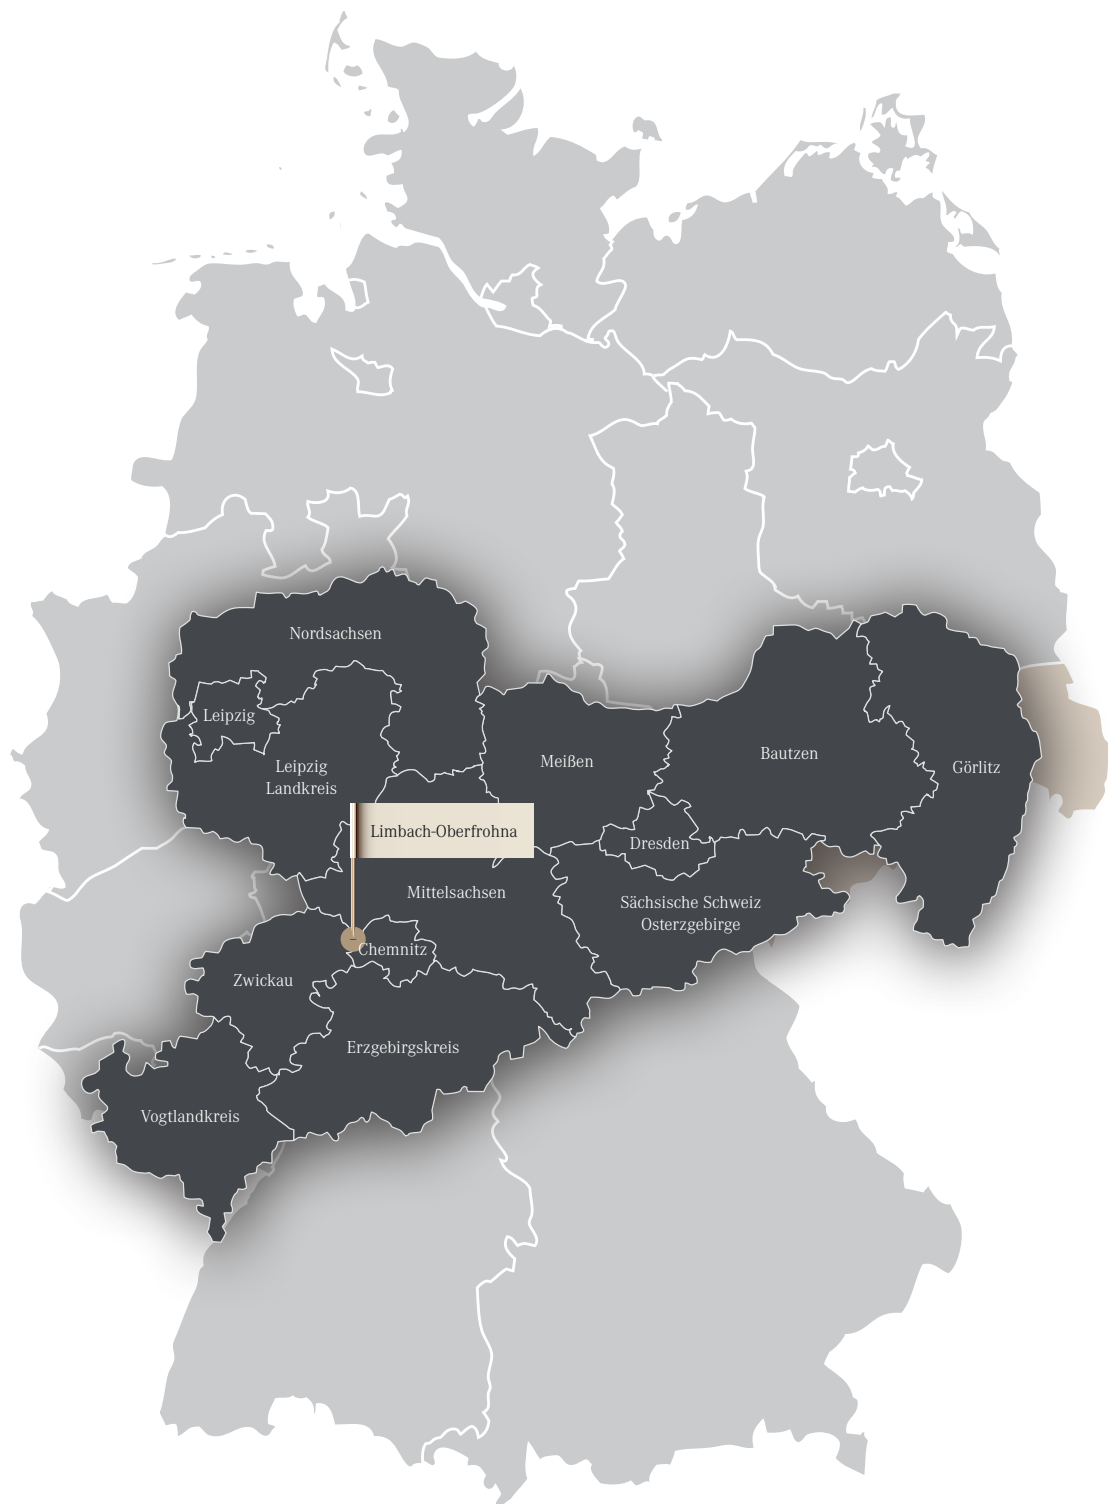 Nordsachsen
Leipzig
Leipzig
Landkreis
Meißen
Bautzen
Görlitz
Limbach-Oberfrohna
Dresden
Mittelsachsen
Sächsische Schweiz
Osterzgebirge
Chemnitz
Zwickau
Erzgebirgskreis
Vogtlandkreis